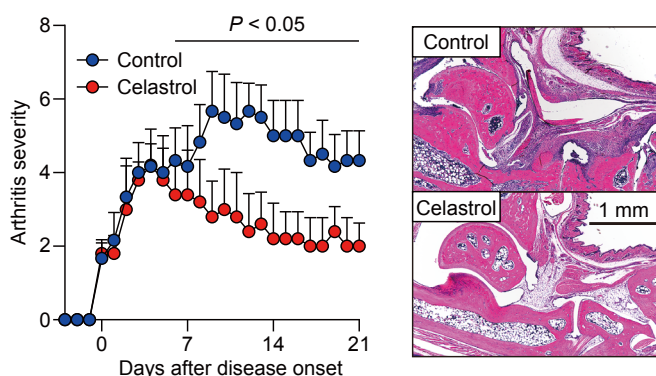 P < 0.05
Control
Celastrol
8
6
4
2
0
Arthritis severity
0 7 14 21
Days after disease onset
Control
Celastrol
1 mm